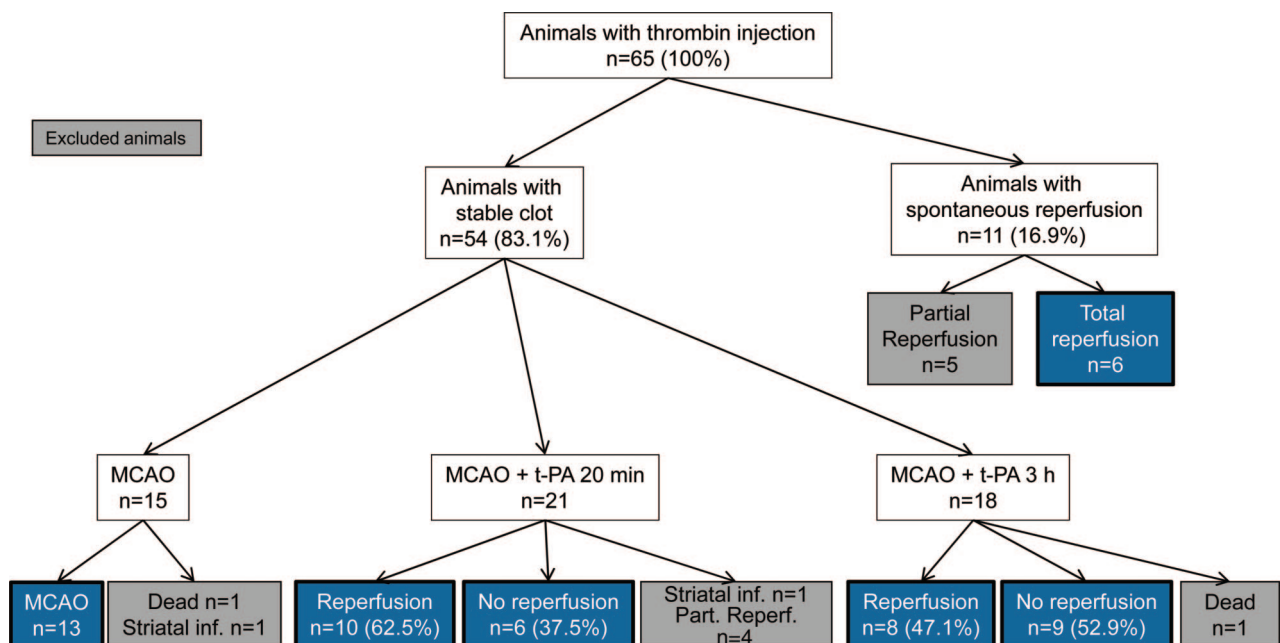 Animals with thrombin injection
n=65 (100%)
Excluded animals
Animals with
stable clot
n=54 (83.1%)
Animals with
spontaneous reperfusion
n=11 (16.9%)
Partial
Reperfusion
n=5
Total
reperfusion
n=6
MCAO
n=15
MCAO + t-PA 20 min
n=21
MCAO + t-PA 3 h
n=18
MCAO
n=13
Dead n=1
Striatal inf. n=1
Reperfusion
n=10 (62.5%)
No reperfusion
n=6 (37.5%)
Striatal inf. n=1
Part. Reperf.
n=4
Reperfusion
n=8 (47.1%)
No reperfusion
n=9 (52.9%)
Dead
n=1